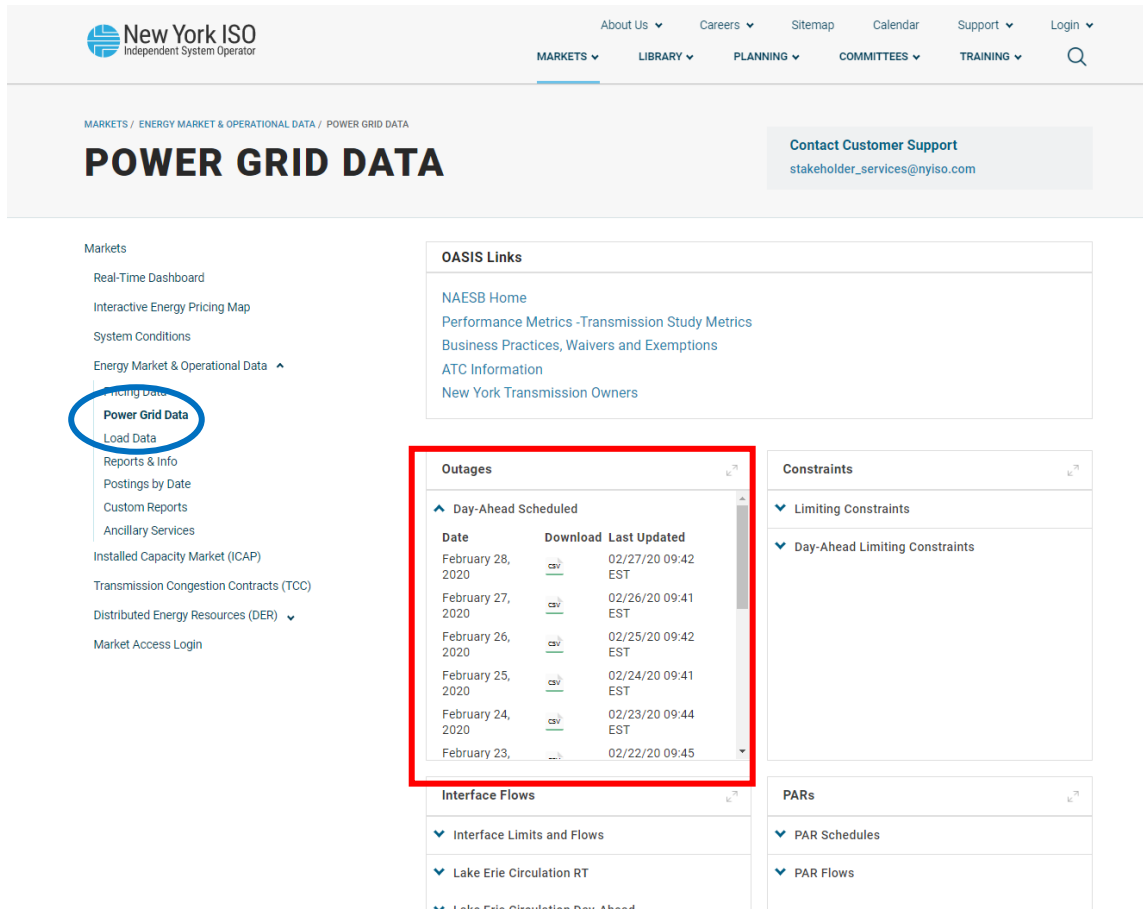 New York ISO
Independent System Operator
About Us
Careers
Sitemap
Calendar
Support
Login
MARKETS
LIBRARY
PLANNING
COMMITTEES
TRAINING
MARKETS / ENERGY MARKET & OPERATIONAL DATA / POWER GRID DATA
POWER GRID DATA
Contact Customer Support
stakeholder_services@nyiso.com
Markets
Real-Time Dashboard
Interactive Energy Pricing Map
System Conditions
Energy Market & Operational Data
Pricing Data
Power Grid Data
Load Data
Reports & Info
Postings by Date
Custom Reports
Ancillary Services
Installed Capacity Market (ICAP)
Transmission Congestion Contracts (TCC)
Distributed Energy Resources (DER)
Market Access Login
OASIS Links
NAESB Home
Performance Metrics -Transmission Study Metrics
Business Practices, Waivers and Exemptions
ATC Information
New York Transmission Owners
Outages
Day-Ahead Scheduled
Date Download Last Updated
February 28, CSV 02/27/20 09:42
2020 EST
February 27, CSV 02/26/20 09:41
2020 EST
February 26, CSV 02/25/20 09:42
2020 EST
February 25, CSV 02/24/20 09:41
2020 EST
February 24, CSV 02/23/20 09:44
2020 EST
February 23, 02/22/20 09:45
Constraints
Limiting Constraints
Day-Ahead Limiting Constraints
Interface Flows
Interface Limits and Flows
Lake Erie Circulation RT
Lake Erie Circulation Day-Ahead
PARs
PAR Schedules
PAR Flows